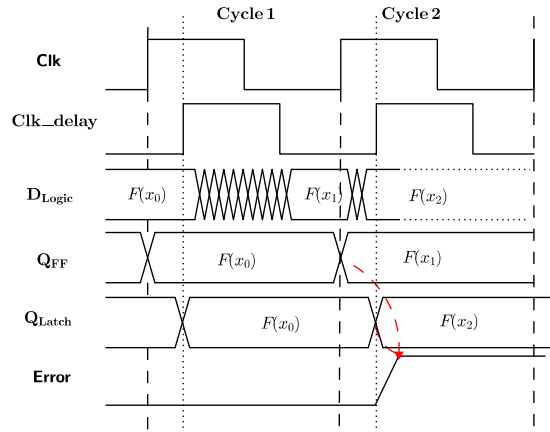 Cycle 1 Cycle 2
Clk
Clk_delay
D_Logic F(x_0) F(x_1) F(x_2)
Q_FF F(x_0) F(x_1)
Q_Latch F(x_0) F(x_2)
Error